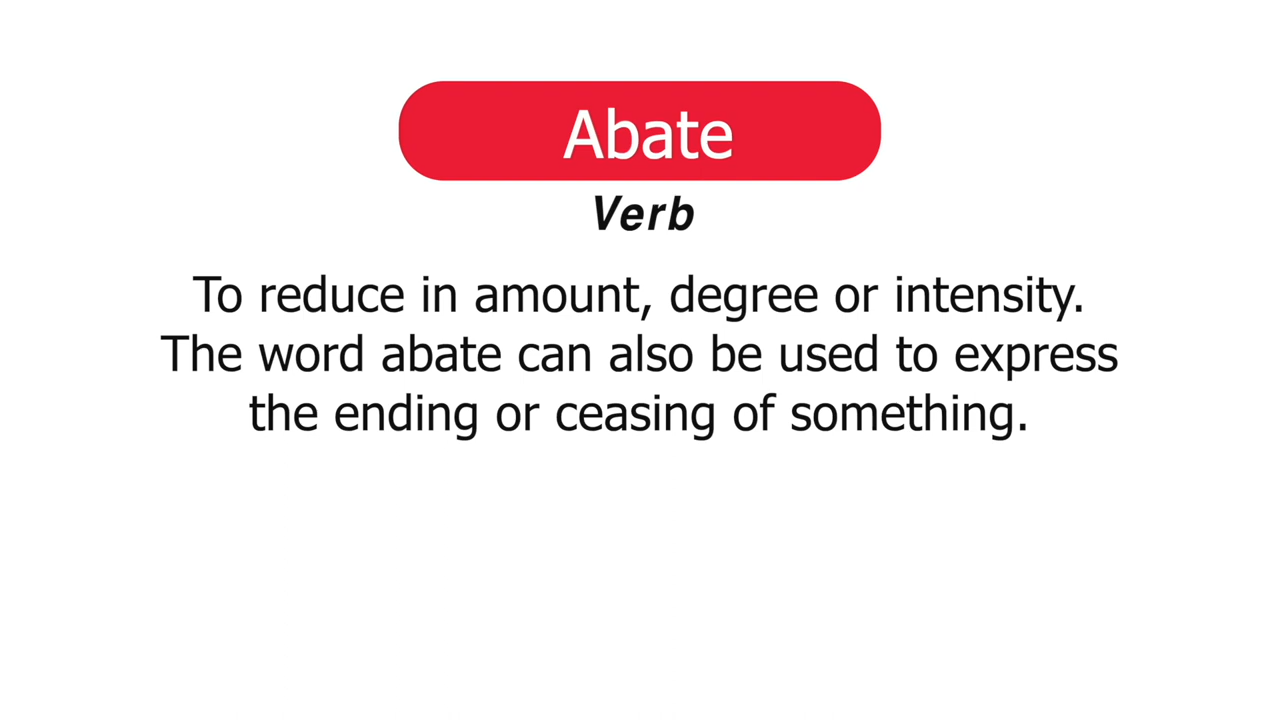 Abate
Verb
To reduce in amount, degree or intensity.
The word abate can also be used to express
the ending or ceasing of something.